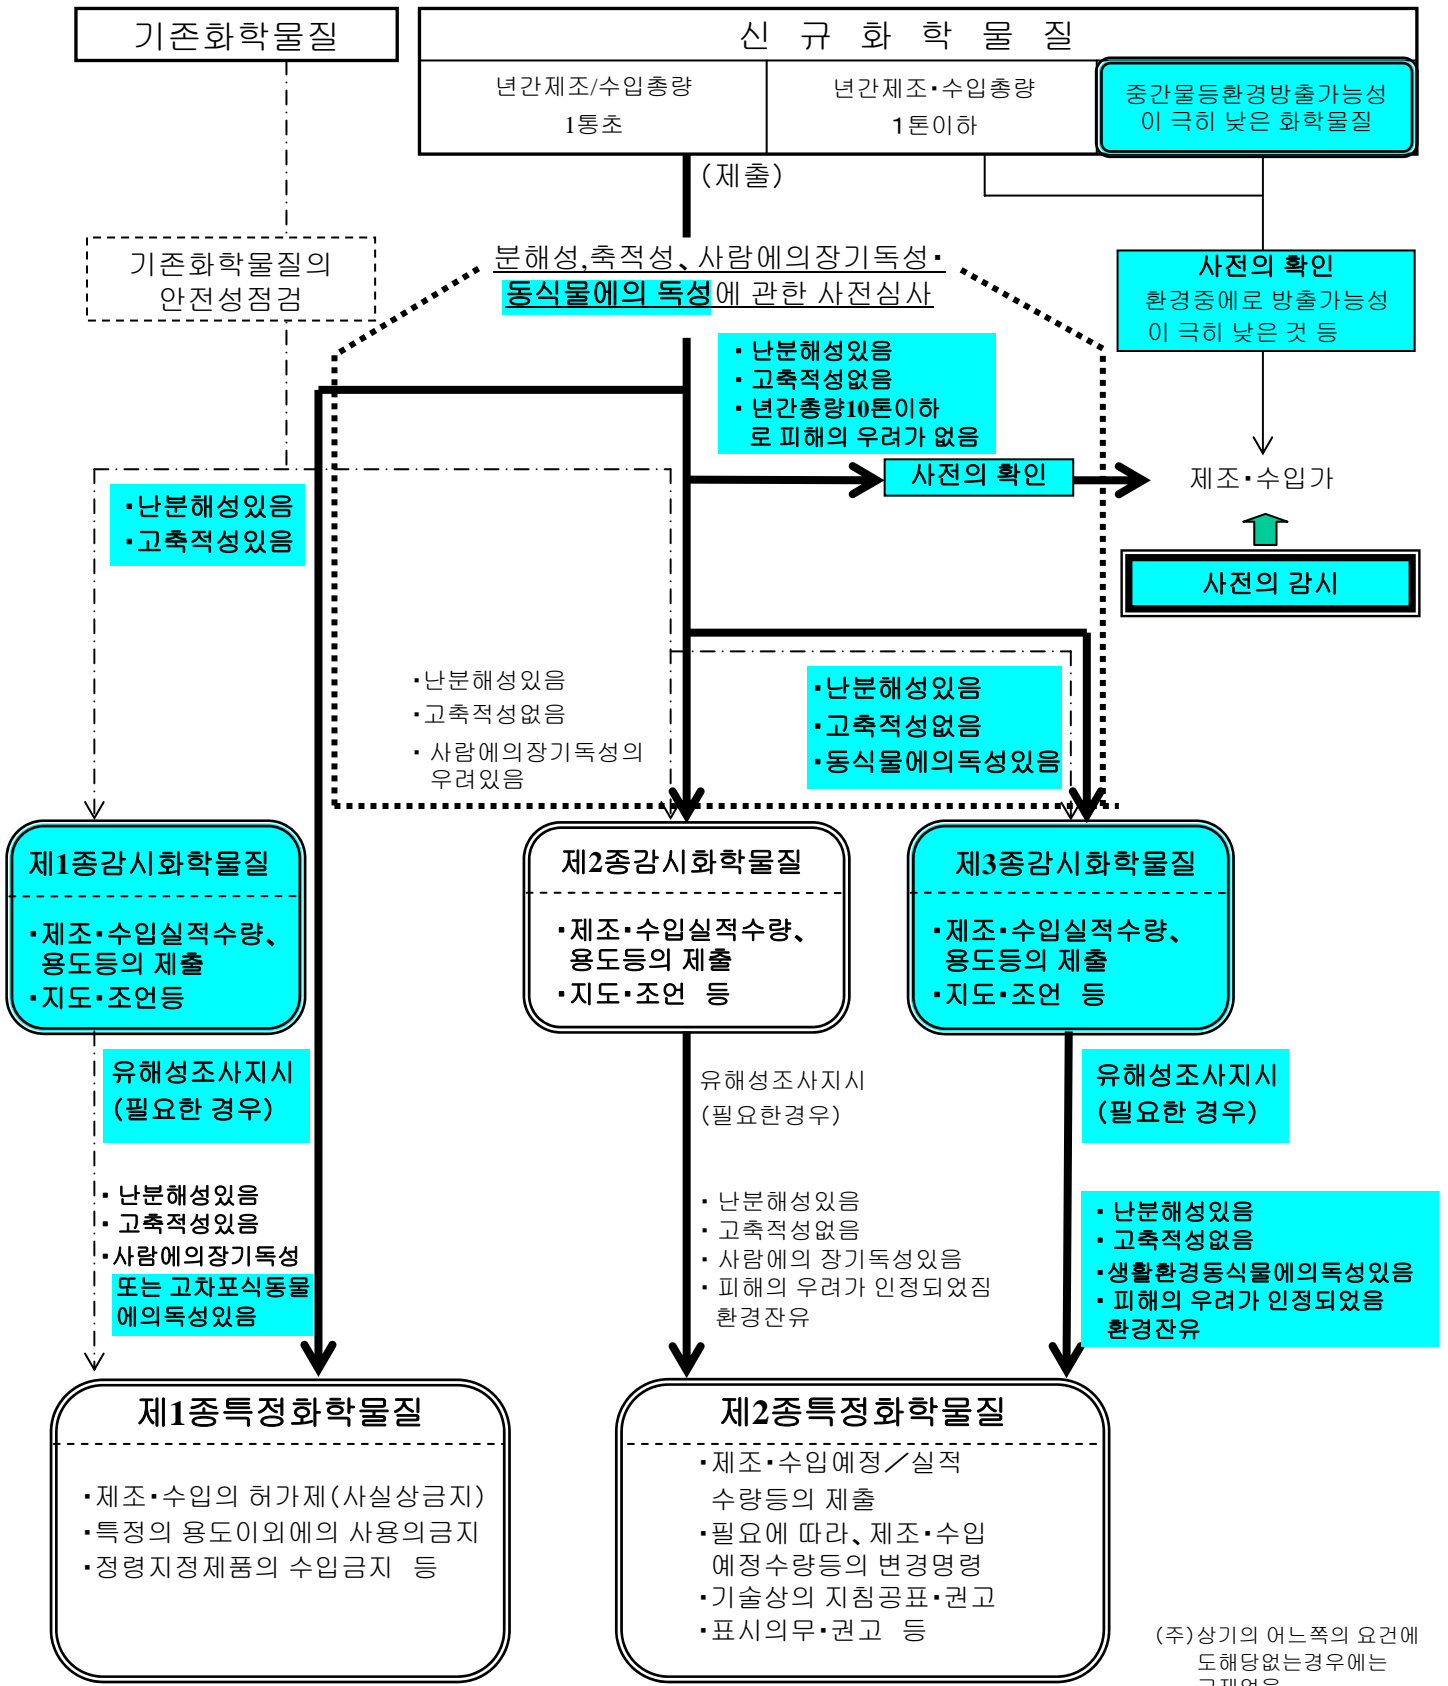 기존화학물질
신 규 화 학 물 질
년간제조/수입총량
1통초
년간제조·수입총량
1톤이하
중간물등환경방출가능성
이 극히 낮은 화학물질
(제출)
기존화학물질의
안전성점검
분해성,축적성、사람에의장기독성·
동식물에의 독성에 관한 사전심사
사전의 확인
환경중에로 방출가능성
이 극히 낮은 것 등
· 난분해성있음
· 고축적성없음
· 년간총량10톤이하
로 피해의 우려가 없음
사전의 확인
제조·수입가
·난분해성있음
·고축적성있음
사전의 감시
·난분해성있음
·고축적성없음
· 사람에의장기독성의
우려있음
·난분해성있음
·고축적성없음
·동식물에의독성있음
제1종감시화학물질
·제조·수입실적수량、
용도등의 제출
·지도·조언등
제2종감시화학물질
·제조·수입실적수량、
용도등의 제출
·지도·조언 등
제3종감시화학물질
·제조·수입실적수량、
용도등의 제출
·지도·조언 등
유해성조사지시
(필요한 경우)
유해성조사지시
(필요한경우)
유해성조사지시
(필요한 경우)
· 난분해성있음
· 고축적성있음
·사람에의장기독성
또는 고차포식동물
에의독성있음
· 난분해성있음
· 고축적성없음
· 사람에의 장기독성있음
· 피해의 우려가 인정되었짐
환경잔유
· 난분해성있음
· 고축적성없음
·생활환경동식물에의독성있음
· 피해의 우려가 인정되었음
환경잔유
제1종특정화학물질
·제조·수입의 허가제(사실상금지)
·특정의 용도이외에의 사용의금지
·정령지정제품의 수입금지 등
제2종특정화학물질
·제조·수입예정／실적
수량등의 제출
·필요에 따라、제조·수입
예정수량등의 변경명령
·기술상의 지침공표·권고
·표시의무·권고 등
(주)상기의 어느쪽의 요건에
도해당없는경우에는